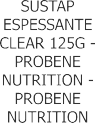 SUSTAP
ESPESSANTE
CLEAR 125G -
PROBENE
NUTRITION -
PROBENE
NUTRITION